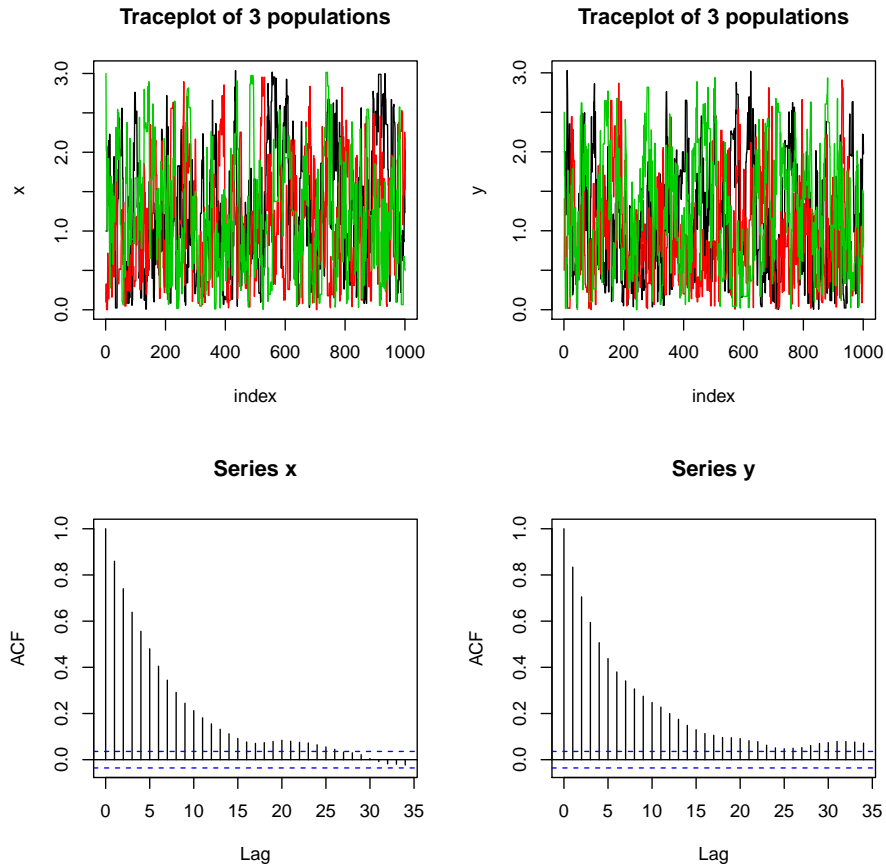 Traceplot of 3 populations
x
0.0 1.0 2.0 3.0
0 200 400 600 800 1000
index
Traceplot of 3 populations
y
0.0 1.0 2.0 3.0
0 200 400 600 800 1000
index
Series x
ACF
0.0 0.2 0.4 0.6 0.8 1.0
0 5 10 15 20 25 30 35
Lag
Series y
ACF
0.0 0.2 0.4 0.6 0.8 1.0
0 5 10 15 20 25 30 35
Lag